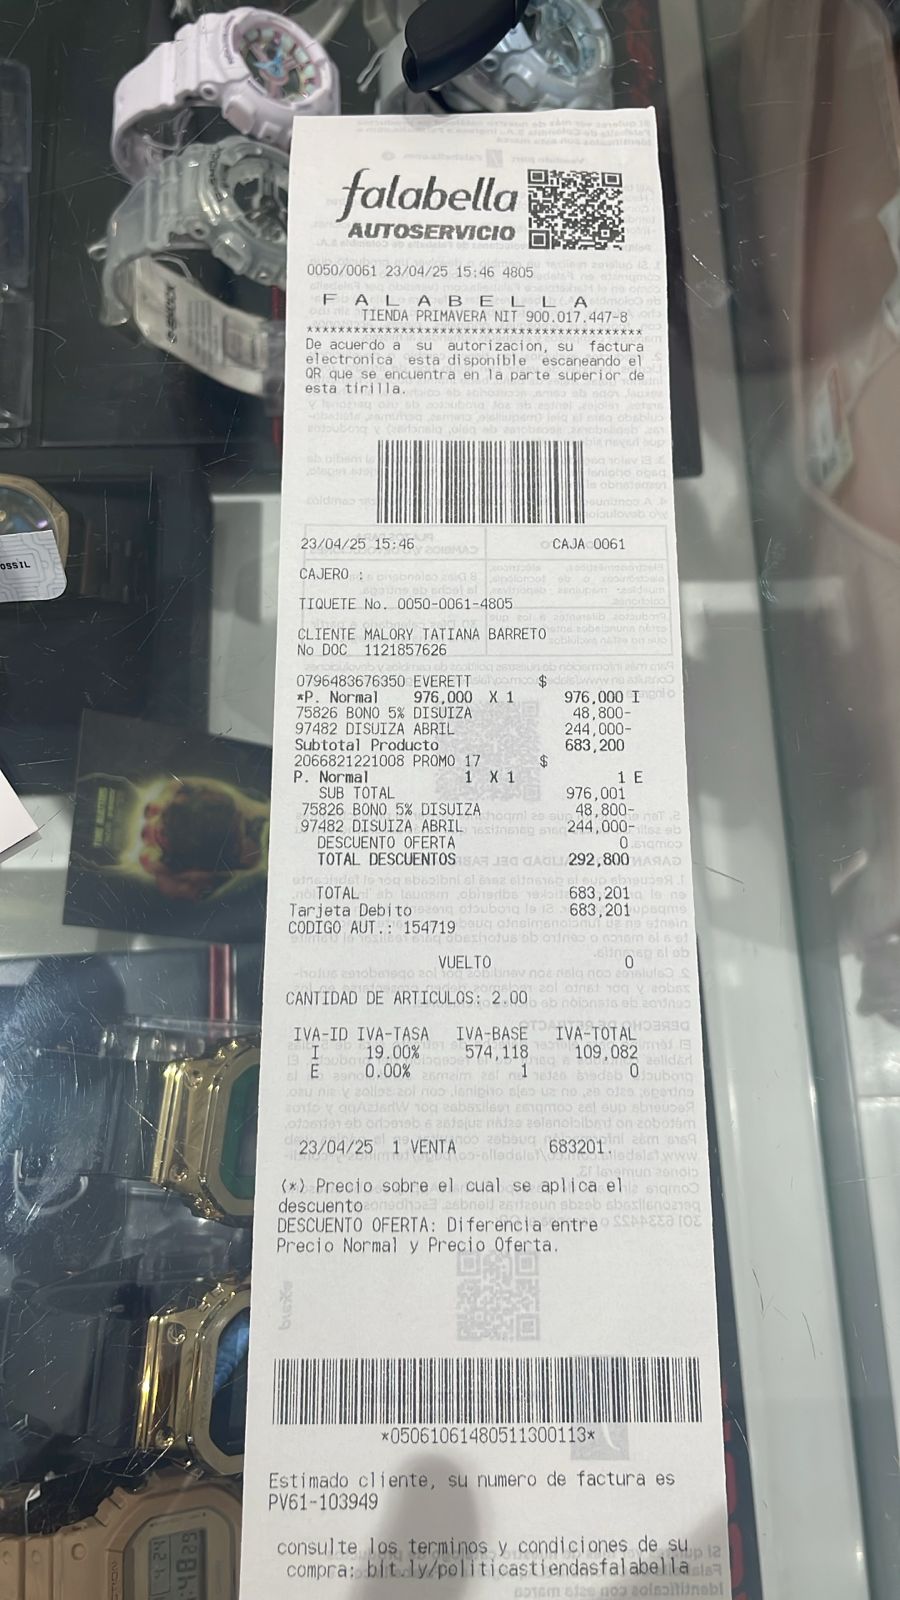 falabella
AUTOSERVICIO
0050/0061 23/04/25 15:46 4805
F A L A B E L L A
TIENDA PRIMAVERA NIT 900.017.447-8
******************************************
De acuerdo a su autorizacion, su factura
electronica esta disponible escaneando el
QR que se encuentra en la parte superior de
esta tirilla.
23/04/25 15:46 CAJA 0061
CAJERO :
TIQUETE No. 0050-0061-4805
CLIENTE MALORY TATIANA BARRETO
No DOC 1121857626
0796483676350 EVERETT $
*P. Normal 976,000 X 1 976,000 I
75826 BONO 5% DISUIZA 48,800-
97482 DISUIZA ABRIL 244,000-
Subtotal Producto 683,200
2066821221008 PROMO 17 $
P. Normal 1 X 1 1 E
SUB TOTAL 976,001
75826 BONO 5% DISUIZA 48,800-
97482 DISUIZA ABRIL 244,000-
DESCUENTO OFERTA 0
TOTAL DESCUENTOS 292,800
TOTAL 683,201
Tarjeta Debito 683,201
CODIGO AUT.: 154719
VUELTO 0
CANTIDAD DE ARTICULOS: 2.00
IVA-ID IVA-TASA IVA-BASE IVA-TOTAL
I 19.00% 574,118 109,082
E 0.00% 1 0
23/04/25 1 VENTA 683201.
(*) Precio sobre el cual se aplica el
descuento
DESCUENTO OFERTA: Diferencia entre
Precio Normal y Precio Oferta.
*05061061480511300113*
Estimado cliente, su numero de factura es
PV61-103949
consulte los terminos y condiciones de su
compra: bit.ly/politicastiendasfalabella